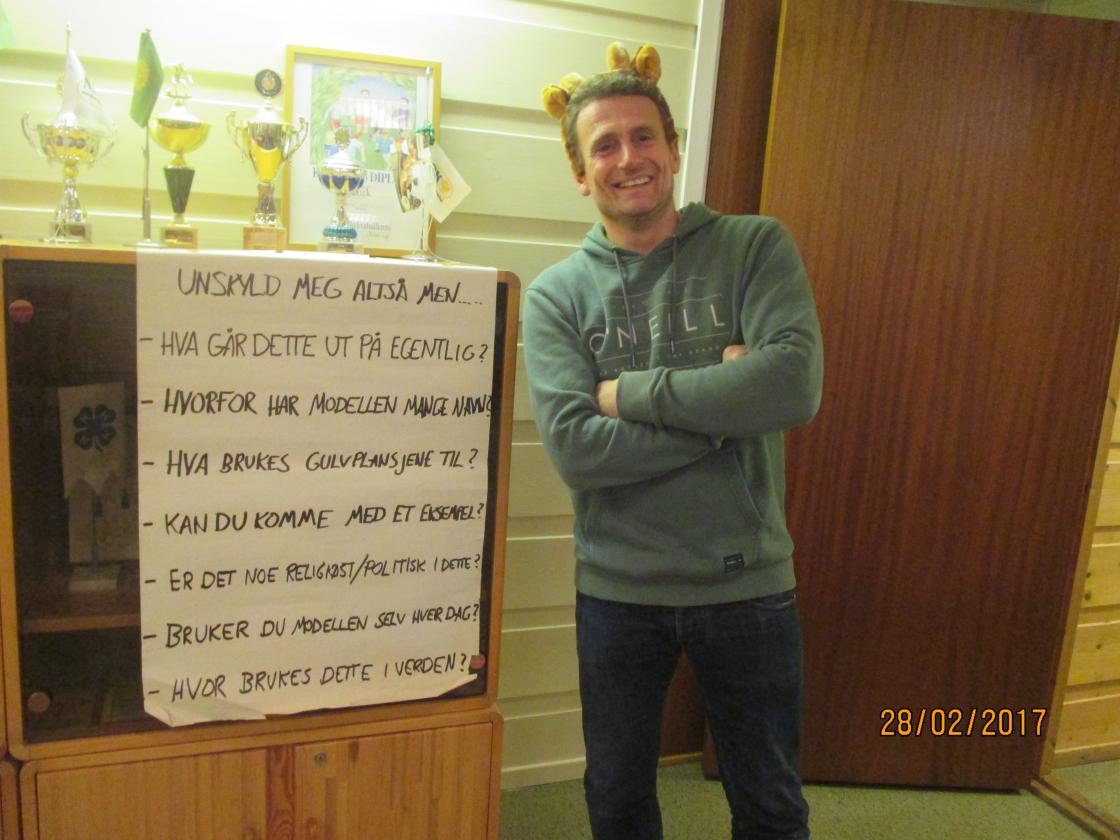 UNSKYLD MEG ALTSÅ MEN.....
- HVA GÅR DETTE UT PÅ EGENTLIG?
- HVORFOR HAR MODELLEN MANGE NAVN?
- HVA BRUKES GULVPLANSJENE TIL?
- KAN DU KOMME MED ET EKSEMPEL?
- ER DET NOE RELIGIØST/POLITISK I DETTE?
- BRUKER DU MODELLEN SELV HVER DAG?
- HVOR BRUKES DETTE I VERDEN?
O'NEILL
28/02/2017